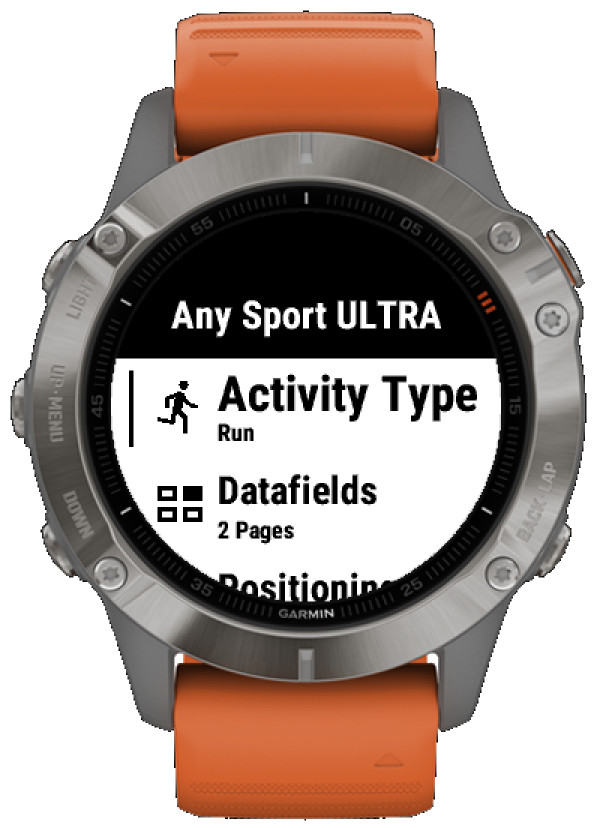 55
05
LIGHT
Any Sport ULTRA
UP·MENU
45
15
Activity Type
Run
DOWN
Datafields
2 Pages
BACK·LAP
Positioning
35
25
GARMIN